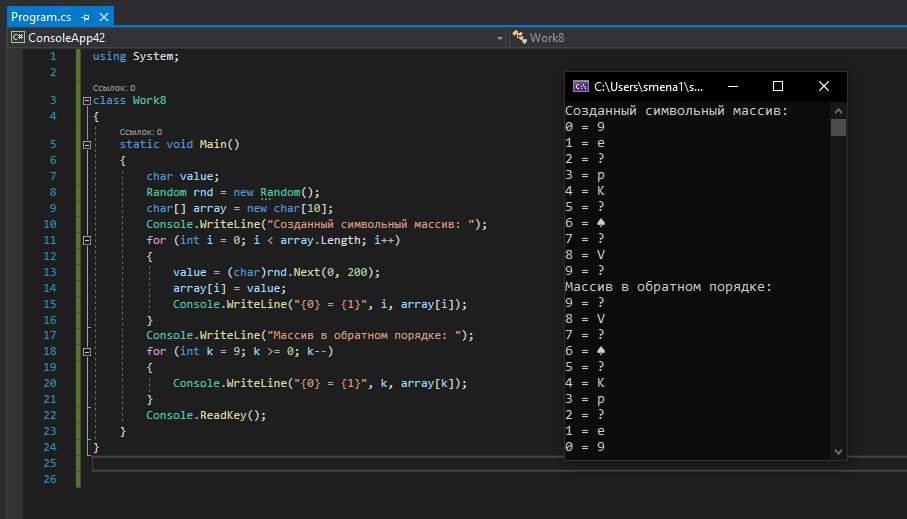 Program.cs
C# ConsoleApp42
Work8
1 using System;
2
Ссылок: 0
3 class Work8
4 {
Ссылок: 0
5 static void Main()
6 {
7 char value;
8 Random rnd = new Random();
9 char[] array = new char[10];
10 Console.WriteLine("Созданный символьный массив: ");
11 for (int i = 0; i < array.Length; i++)
12 {
13 value = (char)rnd.Next(0, 200);
14 array[i] = value;
15 Console.WriteLine("{0} = {1}", i, array[i]);
16 }
17 Console.WriteLine("Массив в обратном порядке: ");
18 for (int k = 9; k >= 0; k--)
19 {
20 Console.WriteLine("{0} = {1}", k, array[k]);
21 }
22 Console.ReadKey();
23 }
24 }
25
26
C:\Users\smena1\s...
Созданный символьный массив:
0 = 9
1 = e
2 = ?
3 = p
4 = K
5 = ?
6 = ♠
7 = ?
8 = V
9 = ?
Массив в обратном порядке:
9 = ?
8 = V
7 = ?
6 = ♠
5 = ?
4 = K
3 = p
2 = ?
1 = e
0 = 9